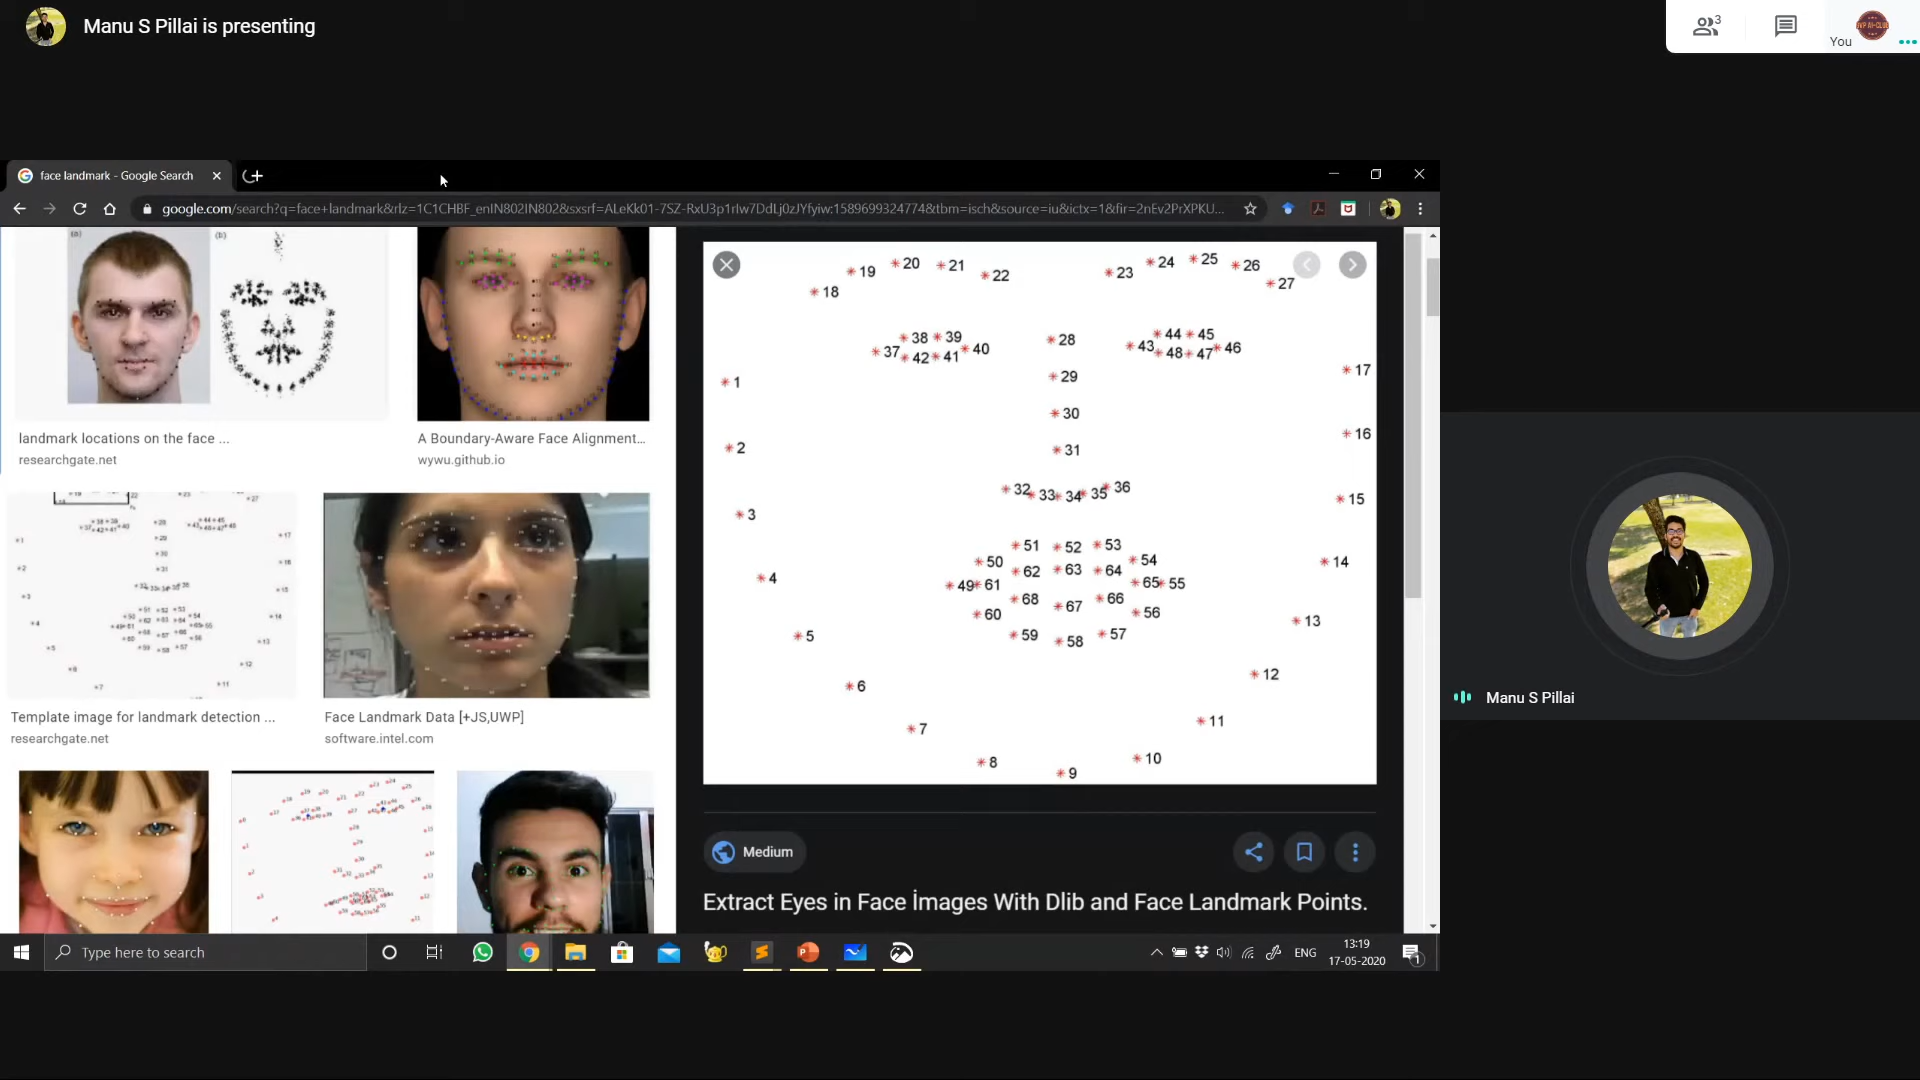 Manu S Pillai is presenting
3
You
face landmark - Google Search
google.com/search?q=face+landmark&rlz=1C1CHBF_enIN802IN802&sxsrf=ALeKk01-7SZ-RxU3p1rIw7DdLj0zJYfyiw:1589699324774&tbm=isch&source=iu&ictx=1&fir=2nEv2PrXPKU...
(a) (b)
landmark locations on the face ...
researchgate.net
A Boundary-Aware Face Alignment...
wywu.github.io
Template image for landmark detection ...
researchgate.net
Face Landmark Data [+JS,UWP]
software.intel.com
19 20 21 22 23 24 25 26 27
18
37 38 39 40 41 42
28
43 44 45 46 47 48
17
1
29
30
16
2
31
32 33 34 35 36
15
3
51 52 53
50 54
62 63 64
49 61 65 55
14
4
68 67 66
60 56
59 58 57
13
5
12
6
11
7
8 9 10
Medium
Extract Eyes in Face İmages With Dlib and Face Landmark Points.
Manu S Pillai
Type here to search
ENG
13:19
17-05-2020
1